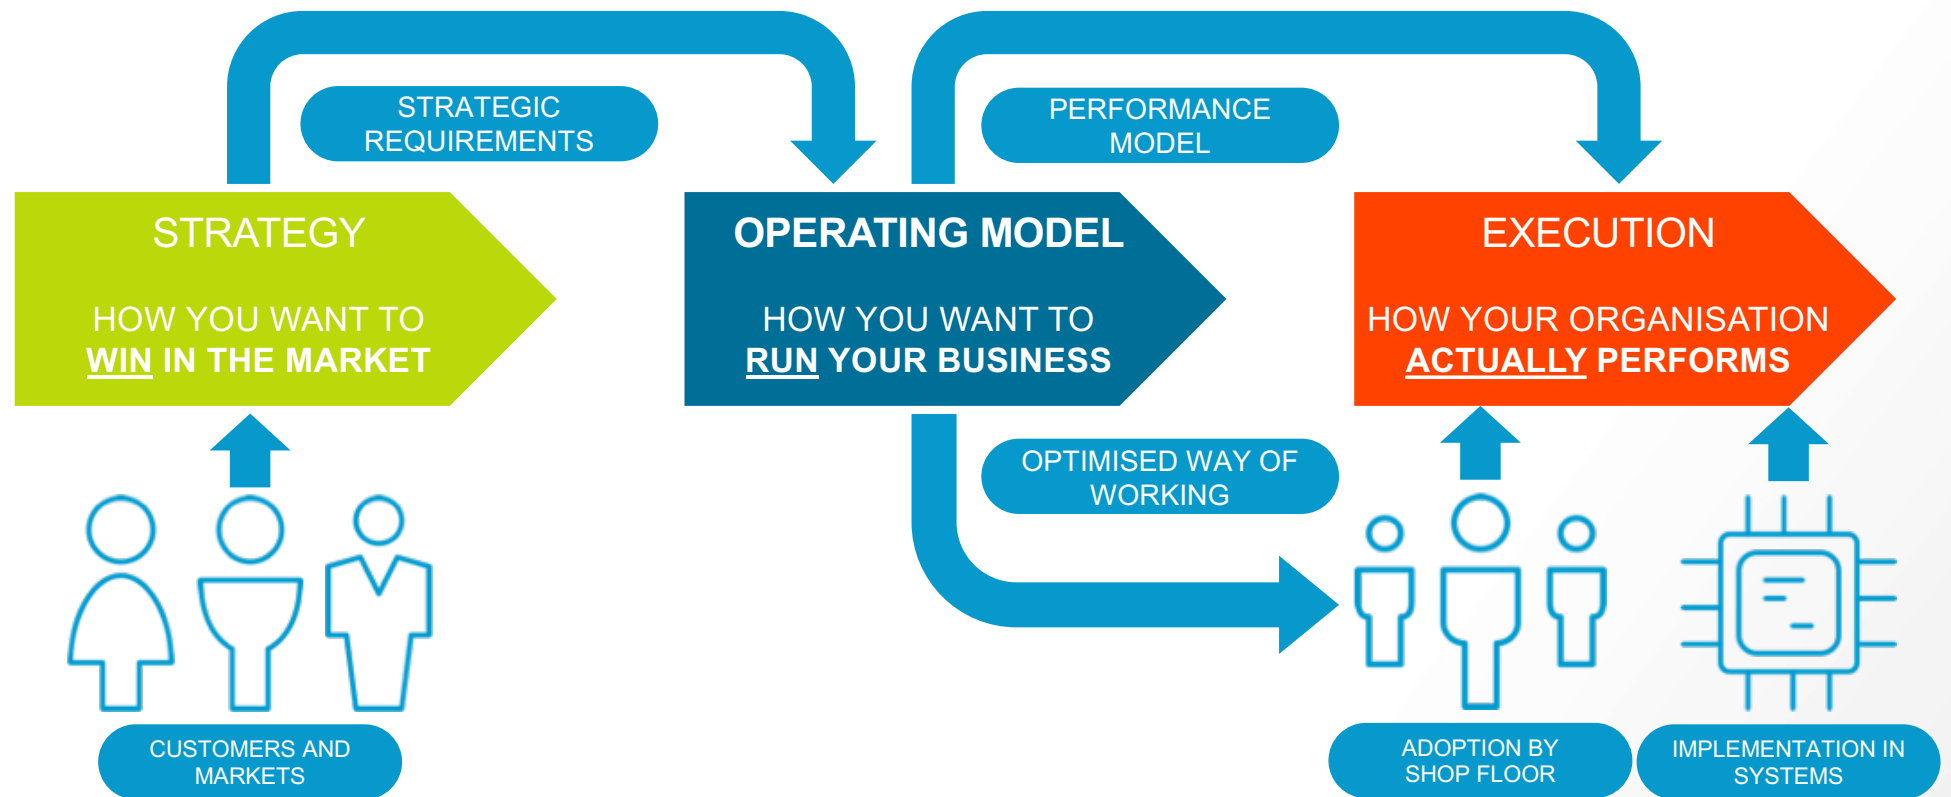 STRATEGIC
REQUIREMENTS
PERFORMANCE
MODEL
STRATEGY
HOW YOU WANT TO
WIN IN THE MARKET
OPERATING MODEL
HOW YOU WANT TO
RUN YOUR BUSINESS
EXECUTION
HOW YOUR ORGANISATION
ACTUALLY PERFORMS
OPTIMISED WAY OF
WORKING
CUSTOMERS AND
MARKETS
ADOPTION BY
SHOP FLOOR
IMPLEMENTATION IN
SYSTEMS